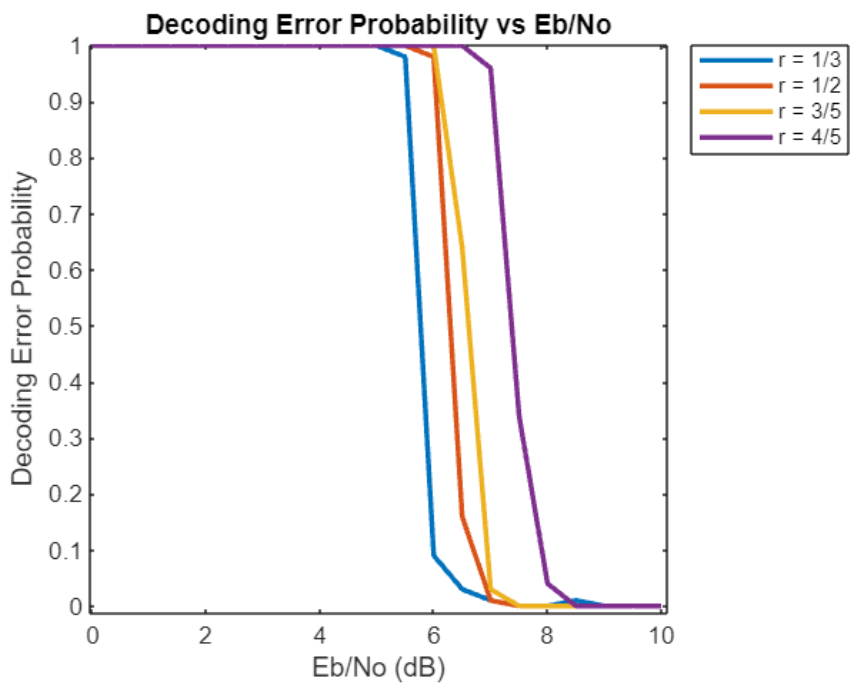 Decoding Error Probability vs Eb/No
r = 1/3
r = 1/2
r = 3/5
r = 4/5
Decoding Error Probability
1
0.9
0.8
0.7
0.6
0.5
0.4
0.3
0.2
0.1
0
0 2 4 6 8 10
Eb/No (dB)